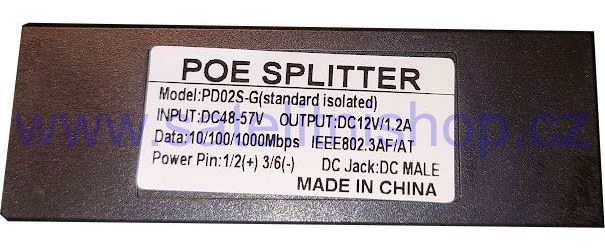 POE SPLITTER
Model:PD02S-G(standard isolated)
INPUT:DC48-57V OUTPUT:DC12V/1.2A
Data:10/100/1000Mbps IEEE802.3AF/AT
Power Pin:1/2(+) 3/6(-) DC Jack:DC MALE
MADE IN CHINA